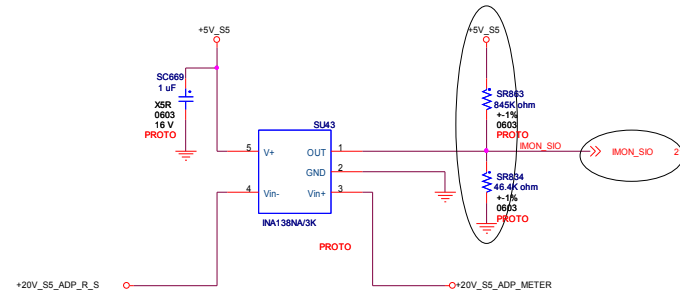 +5V_S5
+5V_S5
SC669
1 uF
X5R
0603
16 V
PROTO
SR863
845K ohm
+-1%
0603
PROTO
SU43
5
V+
OUT
1
GND
2
4
Vin-
Vin+
3
INA138NA/3K
PROTO
IMON_SIO
IMON_SIO
2
SR834
46.4K ohm
+-1%
0603
PROTO
+20V_S5_ADP_R_S
+20V_S5_ADP_METER